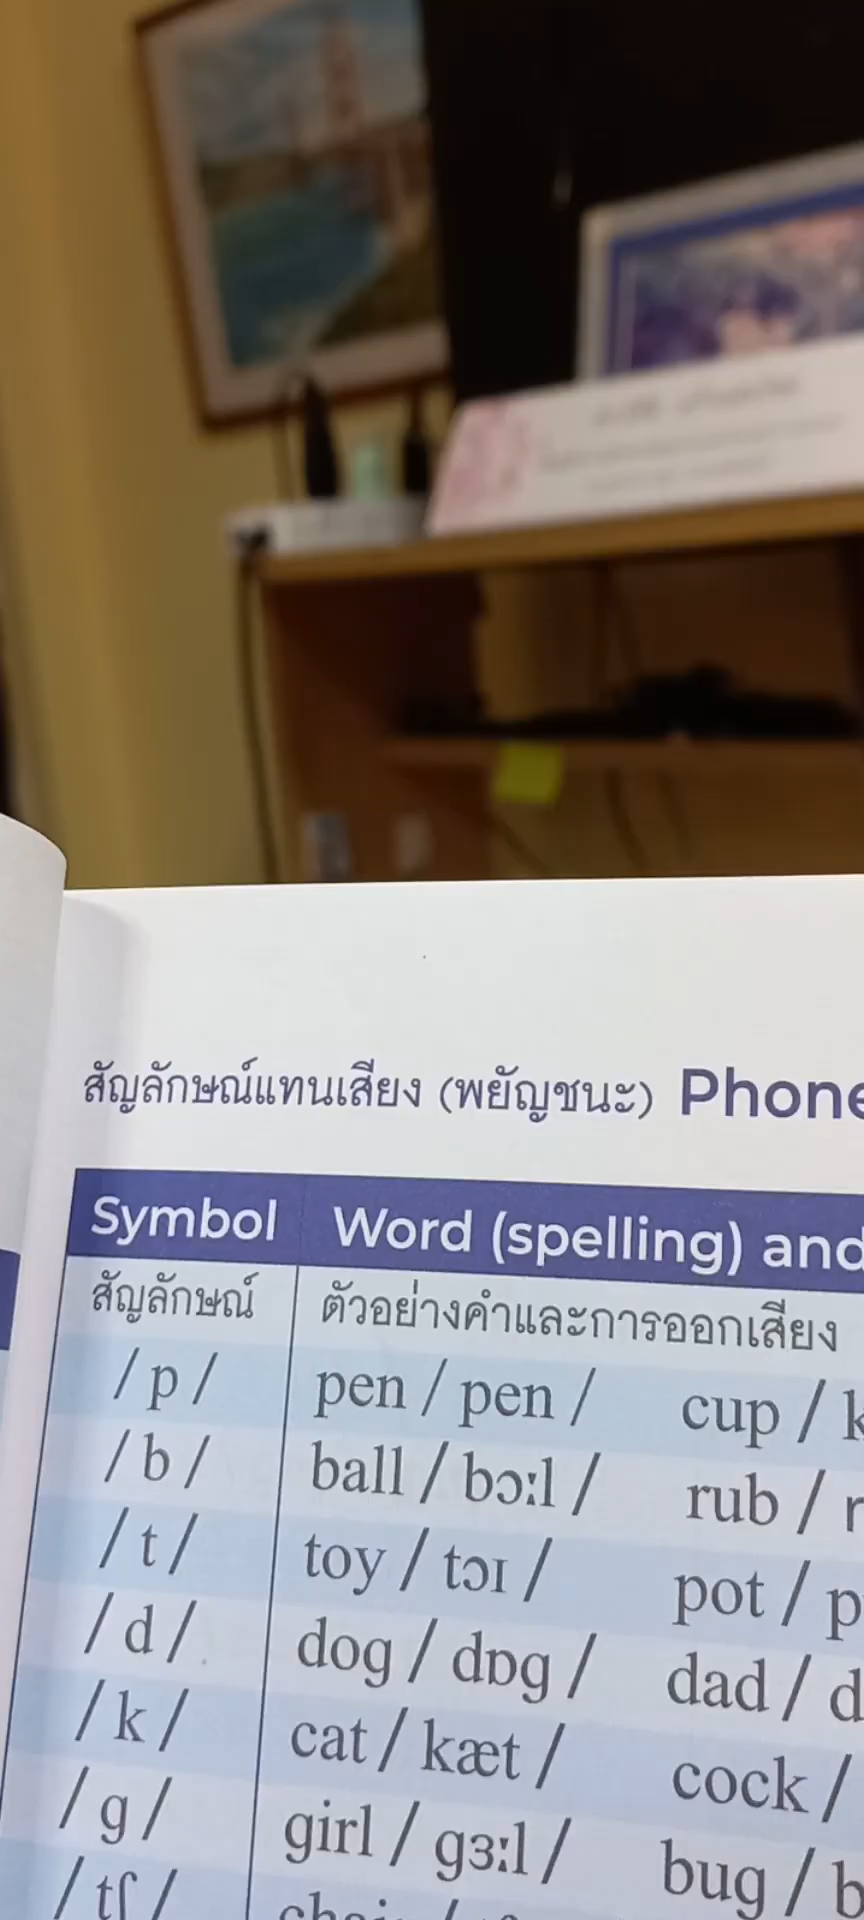 สัญลักษณ์แทนเสียง (พยัญชนะ) Phone
Symbol Word (spelling) and
สัญลักษณ์ ตัวอย่างคำและการออกเสียง
/ p / pen / pen / cup / k
/ b / ball / bɔːl / rub / r
/ t / toy / tɔɪ / pot / p
/ d / dog / dɒg / dad / d
/ k / cat / kæt / cock /
/ g / girl / gɜːl / bug / b
/ tʃ /